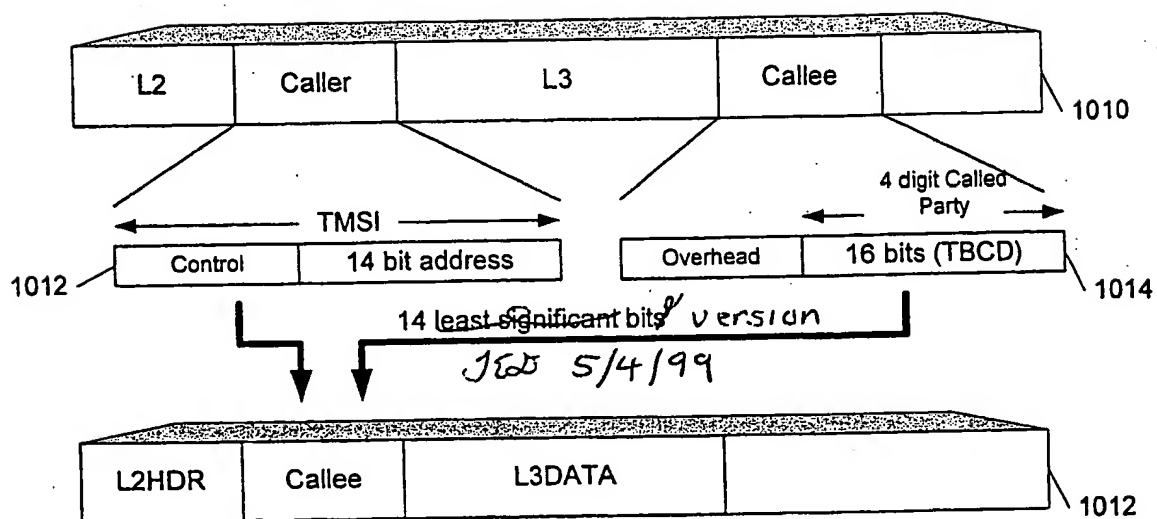 L2 Caller L3 Callee
1010
4 digit Called
Party
TMSI
Control 14 bit address
Overhead 16 bits (TBCD)
1012
1014
14 least significant bits version
JED 5/4/99
L2HDR Callee L3DATA
1012